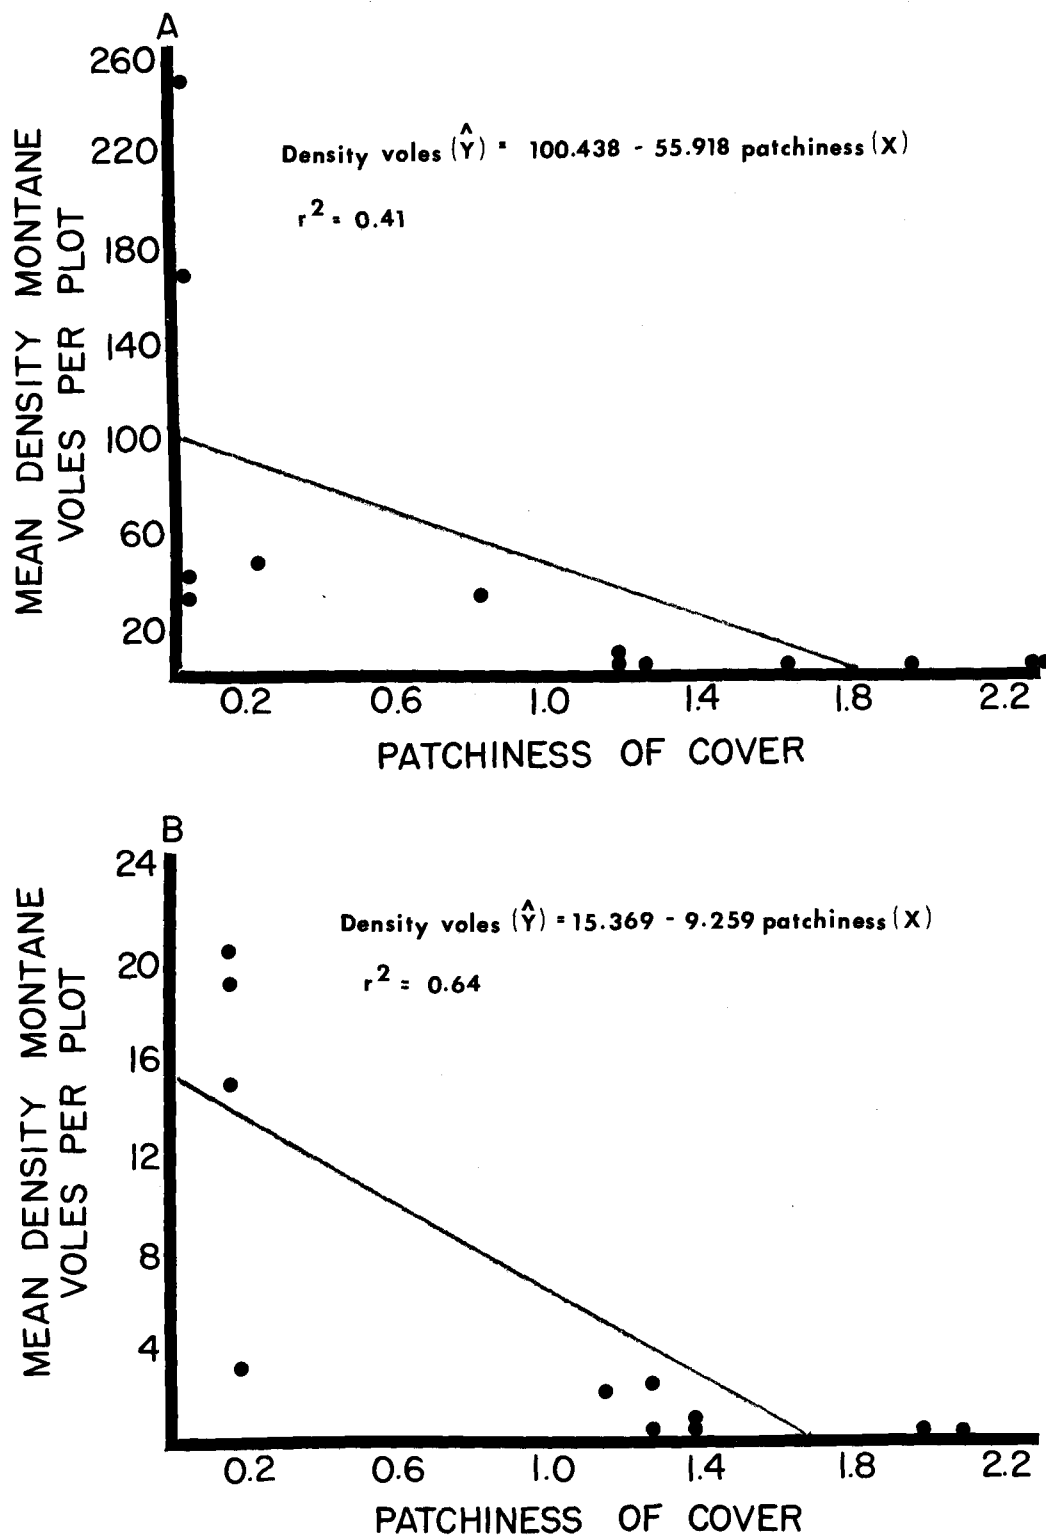 A
260
220
180
140
100
60
20
MEAN DENSITY MONTANE
VOLES PER PLOT
Density voles (Ŷ) = 100.438 - 55.918 patchiness (X)
r² = 0.41
0.2 0.6 1.0 1.4 1.8 2.2
PATCHINESS OF COVER
B
24
20
16
12
8
4
MEAN DENSITY MONTANE
VOLES PER PLOT
Density voles (Ŷ) = 15.369 - 9.259 patchiness (X)
r² = 0.64
0.2 0.6 1.0 1.4 1.8 2.2
PATCHINESS OF COVER